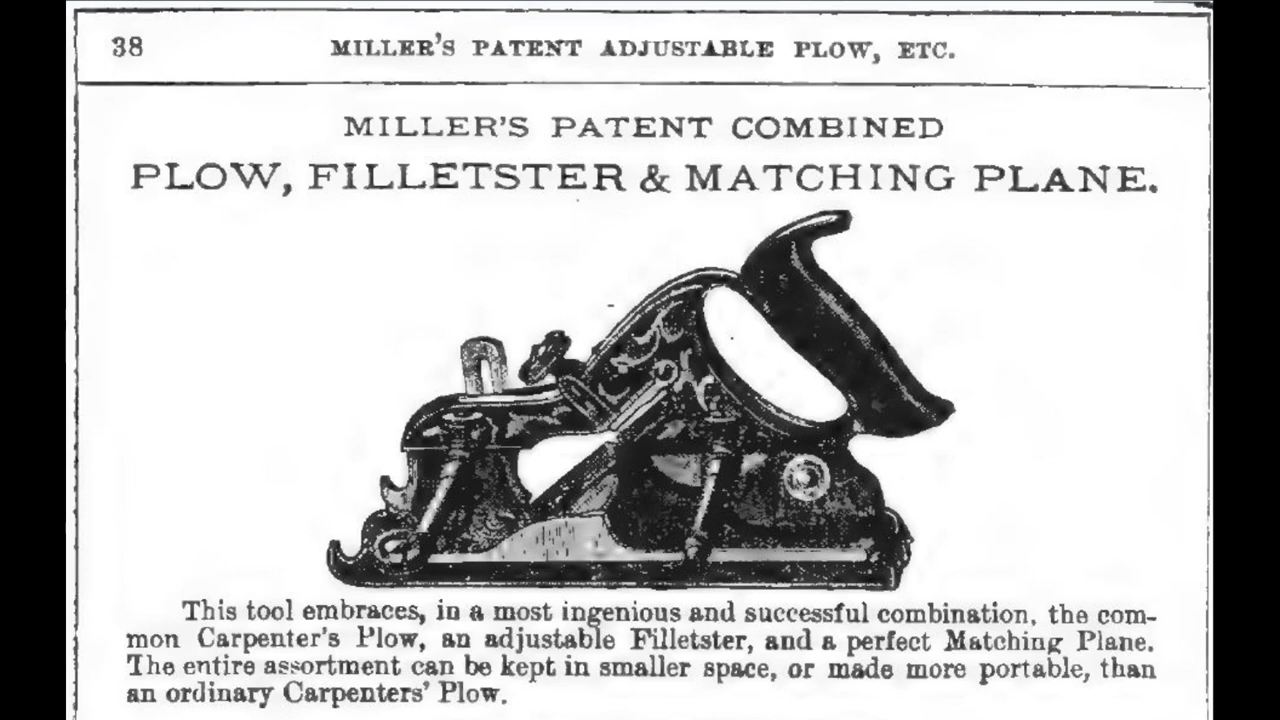 38 MILLER'S PATENT ADJUSTABLE PLOW, ETC.
MILLER'S PATENT COMBINED
PLOW, FILLETSTER & MATCHING PLANE.
This tool embraces, in a most ingenious and successful combination, the com-
mon Carpenter's Plow, an adjustable Filletster, and a perfect Matching Plane.
The entire assortment can be kept in smaller space, or made more portable, than
an ordinary Carpenters' Plow.